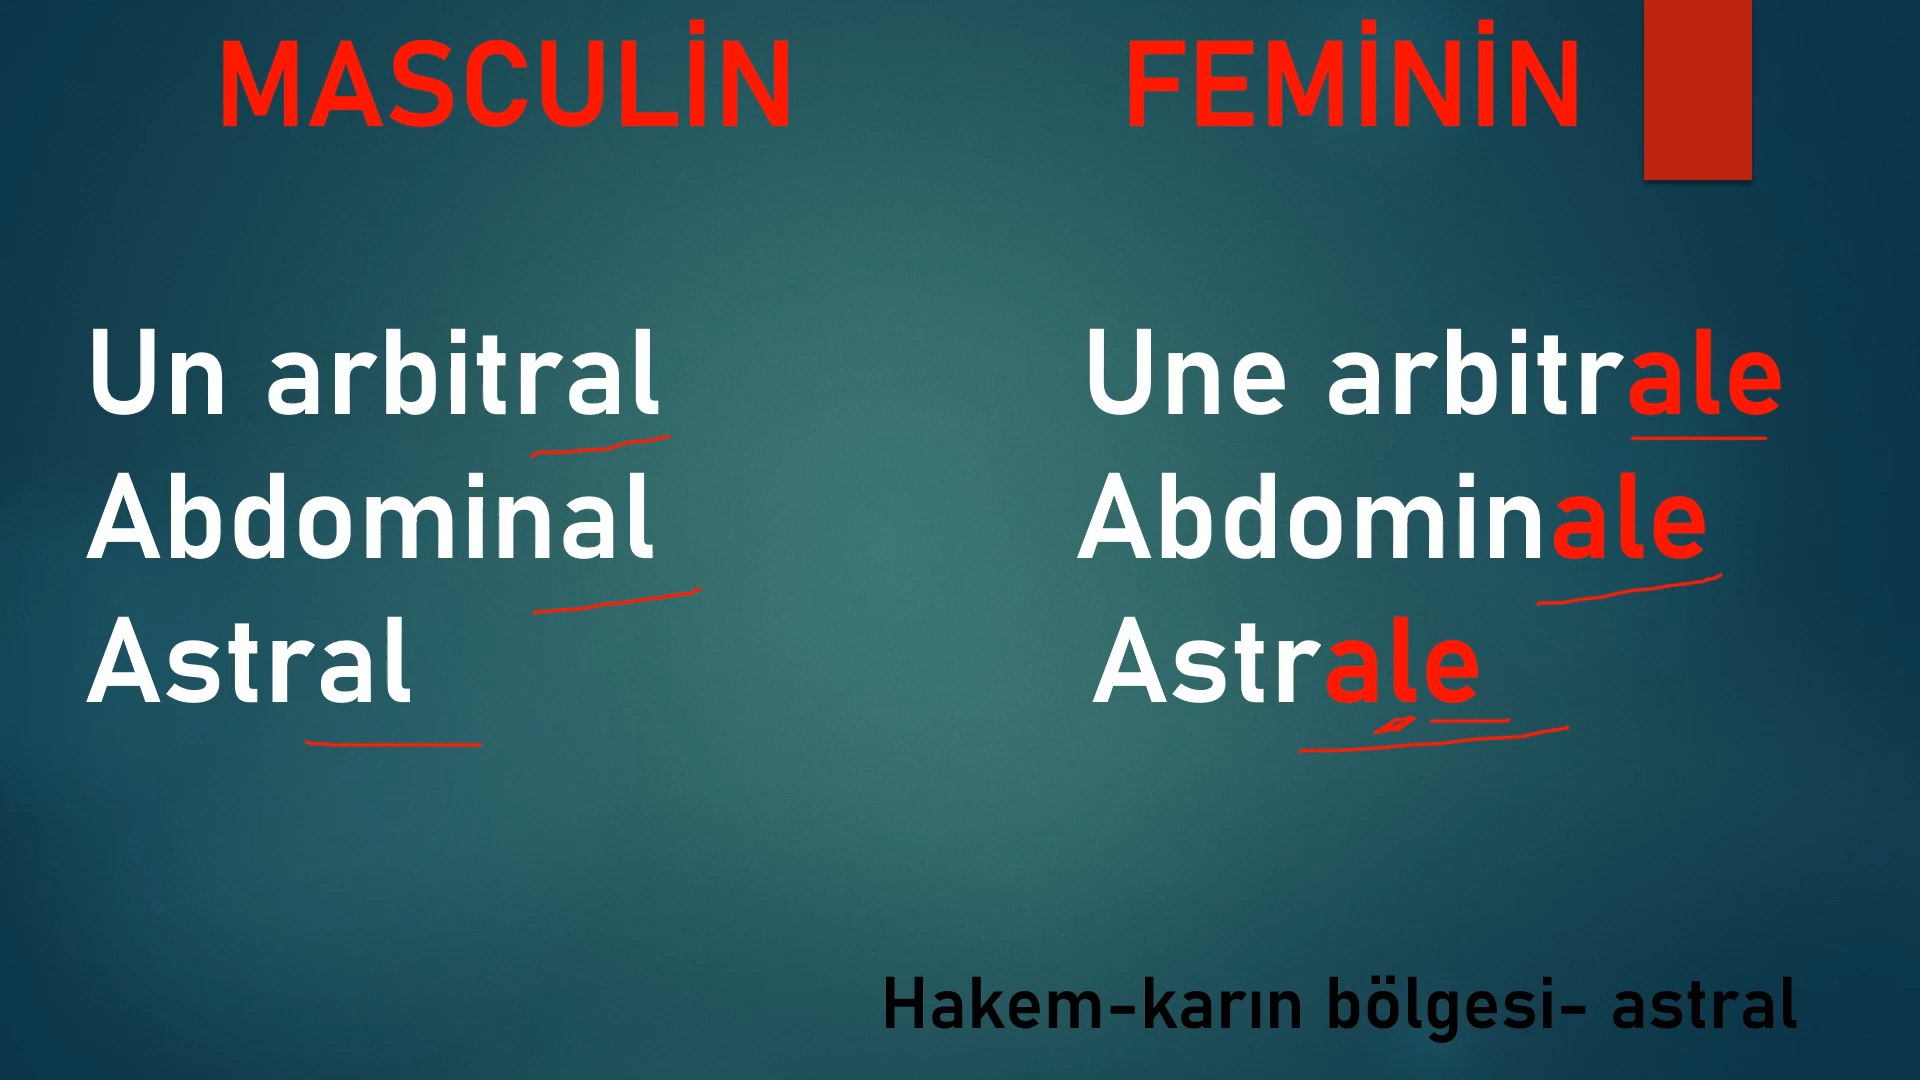 MASCULİN FEMİNİN
Un arbitral Une arbitrale
Abdominal Abdominale
Astral Astrale
Hakem-karın bölgesi- astral